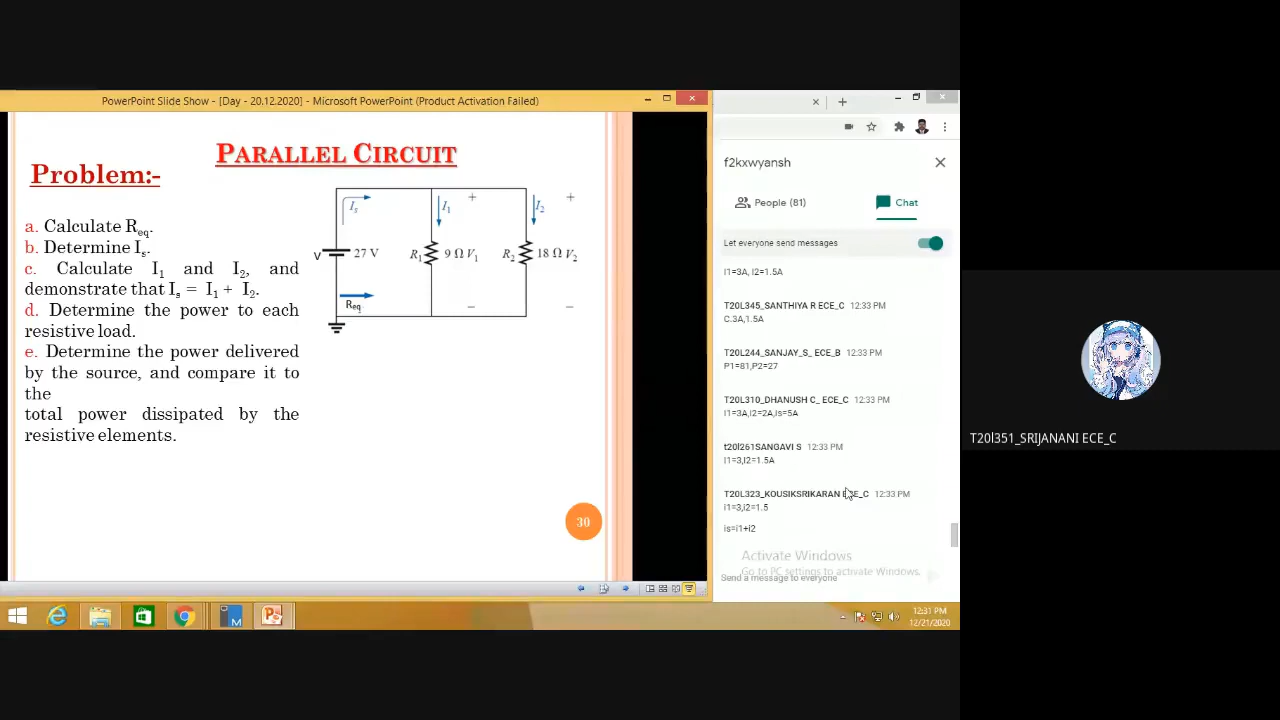 PowerPoint Slide Show - [Day - 20.12.2020] - Microsoft PowerPoint (Product Activation Failed)
PARALLEL CIRCUIT
Problem:-
a. Calculate Req.
b. Determine Is.
c. Calculate I1 and I2, and
demonstrate that Is = I1 + I2.
d. Determine the power to each
resistive load.
e. Determine the power delivered
by the source, and compare it to
the
total power dissipated by the
resistive elements.
Is
I1
+
I2
+
V
27 V
R1
9 Ω
V1
R2
18 Ω
V2
Req
–
–
30
f2kxwyansh
People (81)
Chat
Let everyone send messages
I1=3A, I2=1.5A
T20L345_SANTHIYA R ECE_C 12:33 PM
C.3A,1.5A
T20L244_SANJAY_S_ ECE_B 12:33 PM
P1=81,P2=27
T20L310_DHANUSH C_ ECE_C 12:33 PM
I1=3A,I2=2A,Is=5A
t20l261SANGAVI S 12:33 PM
I1=3,I2=1.5A
T20L323_KOUSIKSRIKARAN ECE_C 12:33 PM
i1=3,i2=1.5
is=i1+i2
Activate Windows
Go to PC settings to activate Windows.
Send a message to everyone
M
12:31 PM
12/21/2020
T20l351_SRIJANANI ECE_C